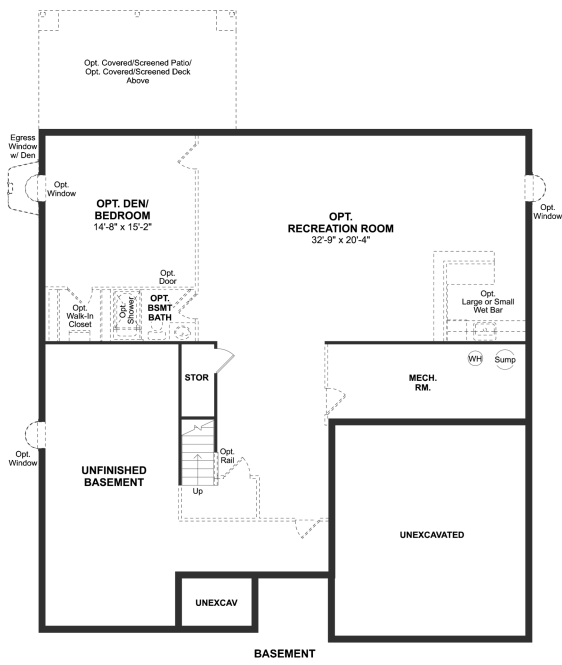 Opt. Covered/Screened Patio/
Opt. Covered/Screened Deck
Above
Egress
Window
w/ Den
Opt.
Window
OPT. DEN/
BEDROOM
14'-8" x 15'-2"
OPT.
RECREATION ROOM
32'-9" x 20'-4"
Opt.
Window
Opt.
Door
Opt.
Walk-In
Closet
Opt.
Shower
OPT.
BSMT
BATH
Opt.
Large or Small
Wet Bar
STOR
WH
Sump
MECH.
RM.
Opt.
Window
UNFINISHED
BASEMENT
Opt.
Rail
Up
UNEXCAVATED
UNEXCAV
BASEMENT